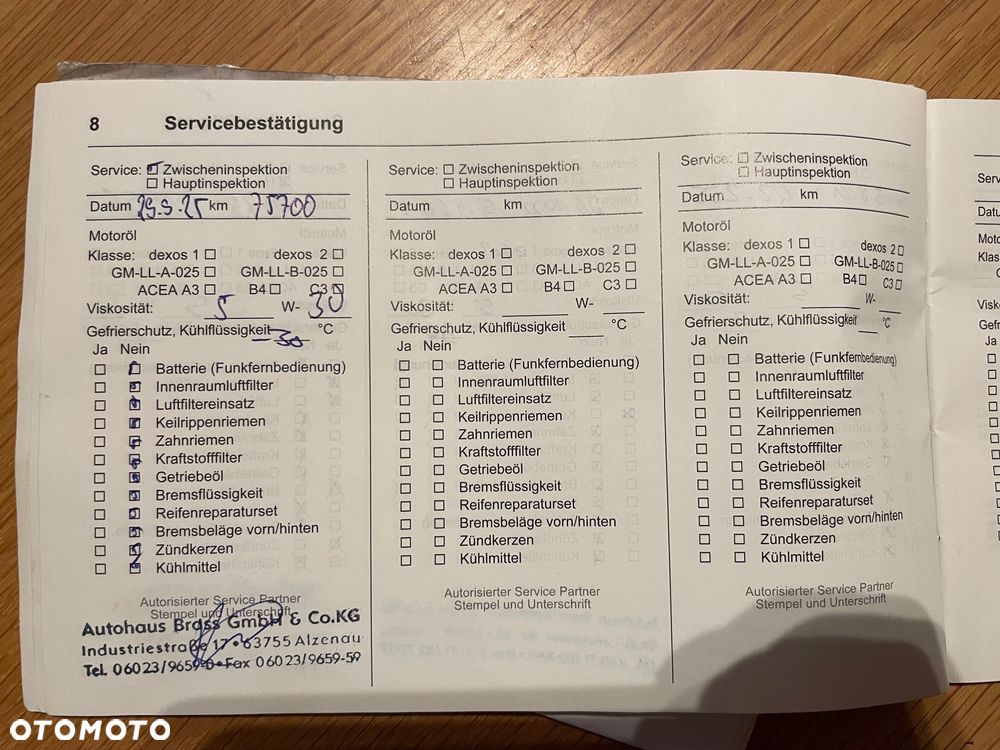 8 Servicebestätigung
Service: ☐ Zwischeninspektion
☐ Hauptinspektion
Datum 29.9.25 km 75700
Motoröl
Klasse: dexos 1 ☐ dexos 2 ☐
GM-LL-A-025 ☐ GM-LL-B-025 ☐
ACEA A3 ☐ B4 ☐ C3 ☐
Viskosität: 5 W- 30
Gefrierschutz, Kühlflüssigkeit -30 °C
Ja Nein
Batterie (Funkfernbedienung)
Innenraumluftfilter
Luftfiltereinsatz
Keilrippenriemen
Zahnriemen
Kraftstofffilter
Getriebeöl
Bremsflüssigkeit
Reifenreparaturset
Bremsbeläge vorn/hinten
Zündkerzen
Kühlmittel
Autorisierter Service Partner
Stempel und Unterschrift
Autohaus Brass GmbH & Co.KG
Industriestraße 17 • 63755 Alzenau
Tel. 06023/9659-0 • Fax 06023/9659-59
Service: ☐ Zwischeninspektion
☐ Hauptinspektion
Datum km
Motoröl
Klasse: dexos 1 ☐ dexos 2 ☐
GM-LL-A-025 ☐ GM-LL-B-025 ☐
ACEA A3 ☐ B4 ☐ C3 ☐
Viskosität: W-
Gefrierschutz, Kühlflüssigkeit °C
Ja Nein
Batterie (Funkfernbedienung)
Innenraumluftfilter
Luftfiltereinsatz
Keilrippenriemen
Zahnriemen
Kraftstofffilter
Getriebeöl
Bremsflüssigkeit
Reifenreparaturset
Bremsbeläge vorn/hinten
Zündkerzen
Kühlmittel
Autorisierter Service Partner
Stempel und Unterschrift
Service: ☐ Zwischeninspektion
☐ Hauptinspektion
Datum km
Motoröl
Klasse: dexos 1 ☐ dexos 2 ☐
GM-LL-A-025 ☐ GM-LL-B-025 ☐
ACEA A3 ☐ B4 ☐ C3 ☐
Viskosität: W-
Gefrierschutz, Kühlflüssigkeit °C
Ja Nein
Batterie (Funkfernbedienung)
Innenraumluftfilter
Luftfiltereinsatz
Keilrippenriemen
Zahnriemen
Kraftstofffilter
Getriebeöl
Bremsflüssigkeit
Reifenreparaturset
Bremsbeläge vorn/hinten
Zündkerzen
Kühlmittel
Autorisierter Service Partner
Stempel und Unterschrift
Ja
OTOMOTO